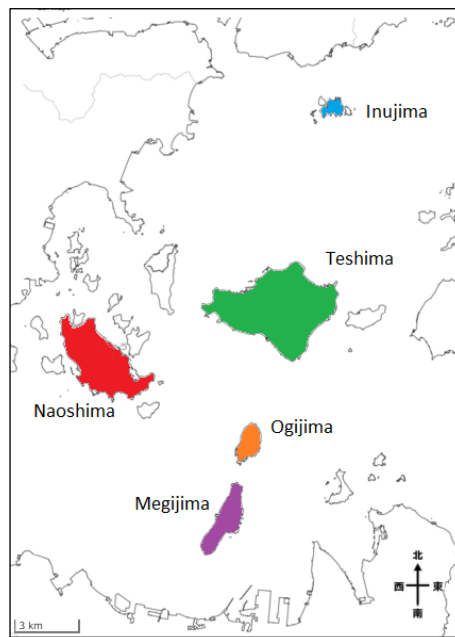 Inujima
Teshima
Naoshima
Ogijima
Megijima
北
西 東
南
3 km